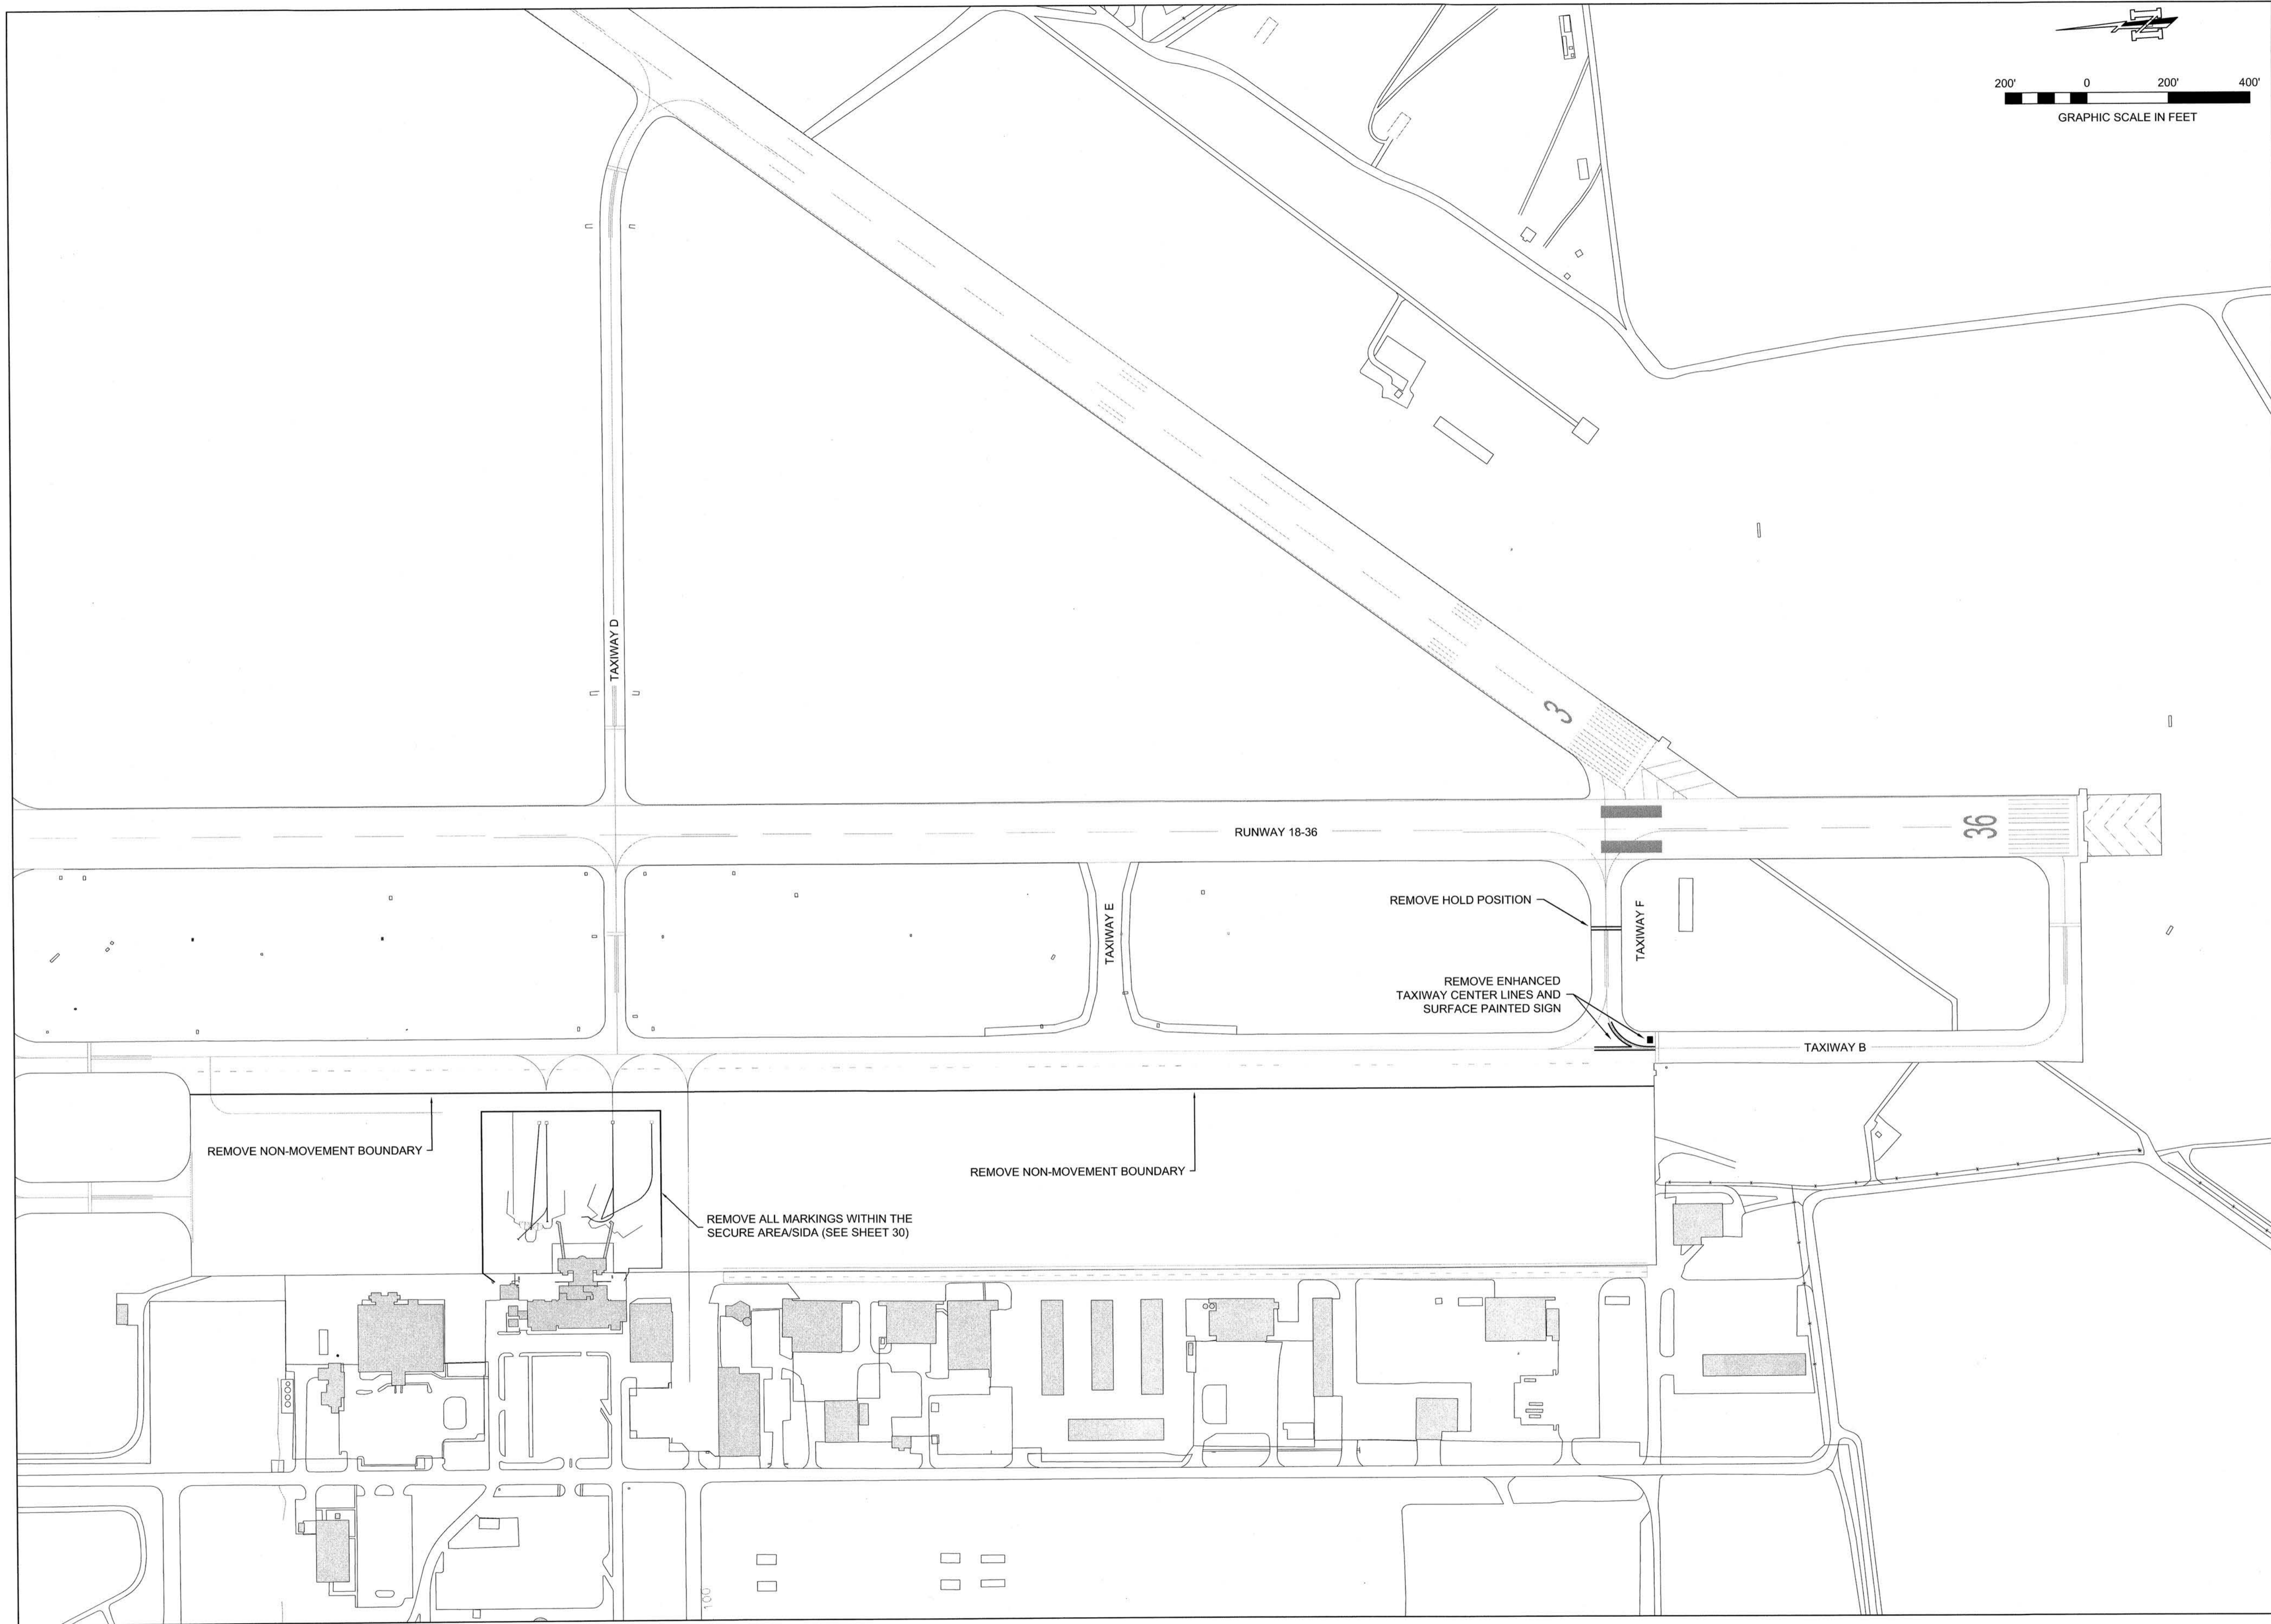 N
200' 0 200' 400'
GRAPHIC SCALE IN FEET
TAXIWAY D
3
RUNWAY 18-36
36
REMOVE HOLD POSITION
TAXIWAY E
TAXIWAY F
REMOVE ENHANCED
TAXIWAY CENTER LINES AND
SURFACE PAINTED SIGN
TAXIWAY B
REMOVE NON-MOVEMENT BOUNDARY
REMOVE NON-MOVEMENT BOUNDARY
REMOVE ALL MARKINGS WITHIN THE
SECURE AREA/SIDA (SEE SHEET 30)
100